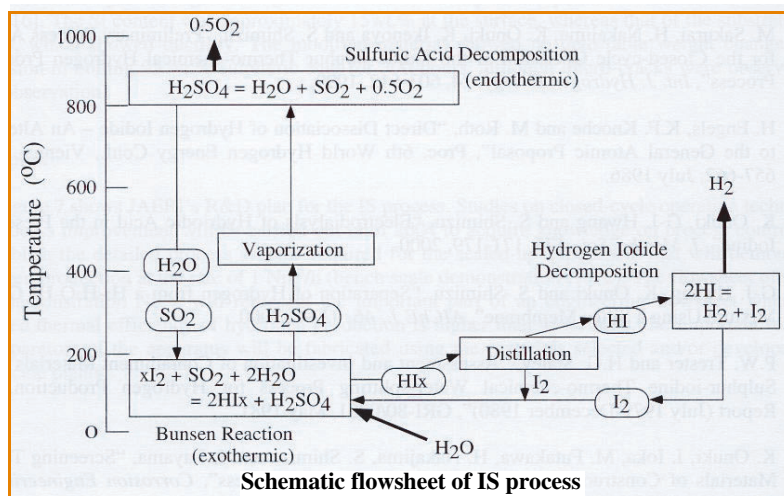 0.5O2
1000
Sulfuric Acid Decomposition
(endothermic)
H2SO4 = H2O + SO2 + 0.5O2
800
600
400
200
O
Temperature (°C)
H2
Vaporization
Hydrogen Iodide
Decomposition
H2O
2HI=
H2 + I2
SO2
H2SO4
HI
Distillation
HIx
xI2 + SO2 + 2H2O
= 2HIx + H2SO4
I2
I2
Bunsen Reaction
(exothermic)
H2O
Schematic flowsheet of IS process